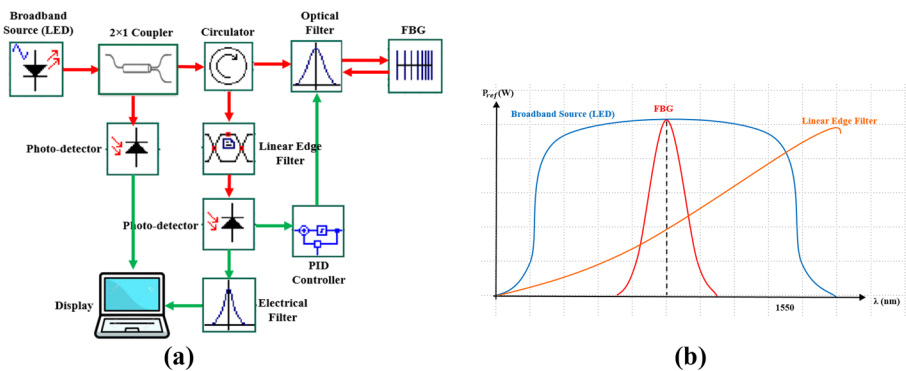 Broadband
Source (LED)
2×1 Coupler
Circulator
Optical
Filter
FBG
Photo-detector
Linear Edge
Filter
Photo-detector
PID
Controller
Display
Electrical
Filter
(a)
Pref(W)
Broadband Source (LED)
FBG
Linear Edge Filter
1550
λ (nm)
(b)